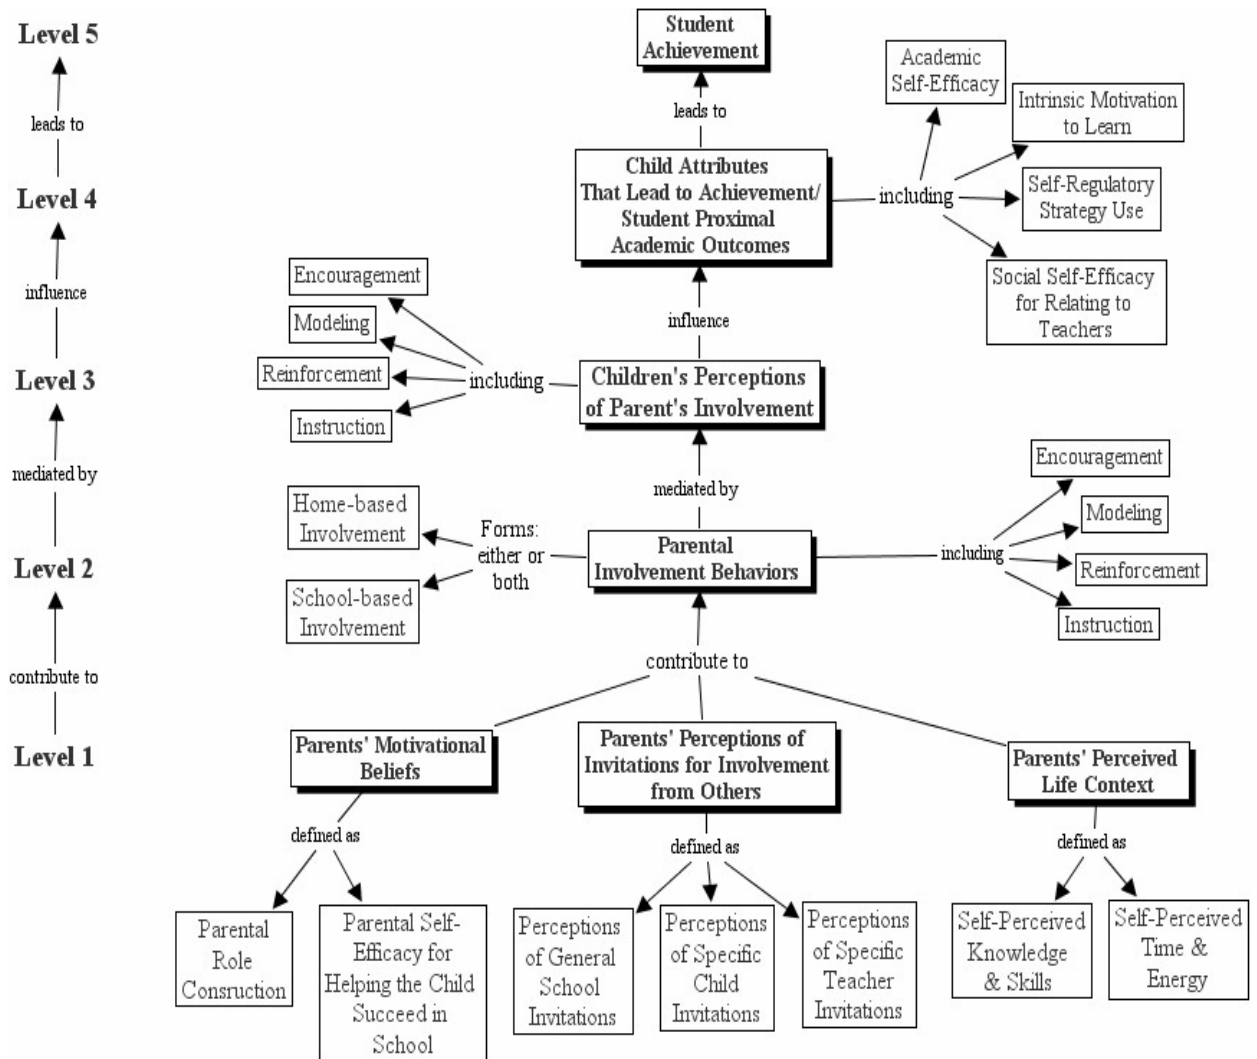 Level 5
leads to
Level 4
influence
Level 3
mediated by
Level 2
contribute to
Level 1
Student
Achievement
leads to
Child Attributes
That Lead to Achievement/
Student Proximal
Academic Outcomes
including
Academic
Self-Efficacy
Intrinsic Motivation
to Learn
Self-Regulatory
Strategy Use
Social Self-Efficacy
for Relating to
Teachers
influence
Children's Perceptions
of Parent's Involvement
including
Encouragement
Modeling
Reinforcement
Instruction
mediated by
Parental
Involvement Behaviors
Forms:
either or
both
Home-based
Involvement
School-based
Involvement
including
Encouragement
Modeling
Reinforcement
Instruction
contribute to
Parents' Motivational
Beliefs
defined as
Parental
Role
Consruction
Parental Self-
Efficacy for
Helping the Child
Succeed in
School
Parents' Perceptions of
Invitations for Involvement
from Others
defined as
Perceptions
of General
School
Invitations
Perceptions
of Specific
Child
Invitations
Perceptions
of Specific
Teacher
Invitations
Parents' Perceived
Life Context
defined as
Self-Perceived
Knowledge
& Skills
Self-Perceived
Time &
Energy